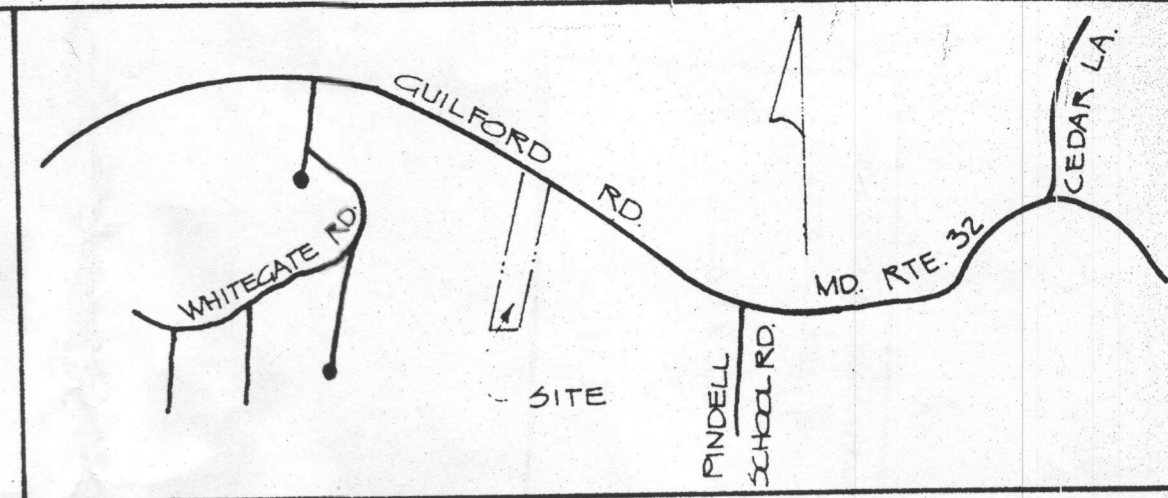 GUILFORD RD.
CEDAR LA.
WHITEGATE RD.
MD. RTE. 32
SITE
PINDELL
SCHOOL RD.